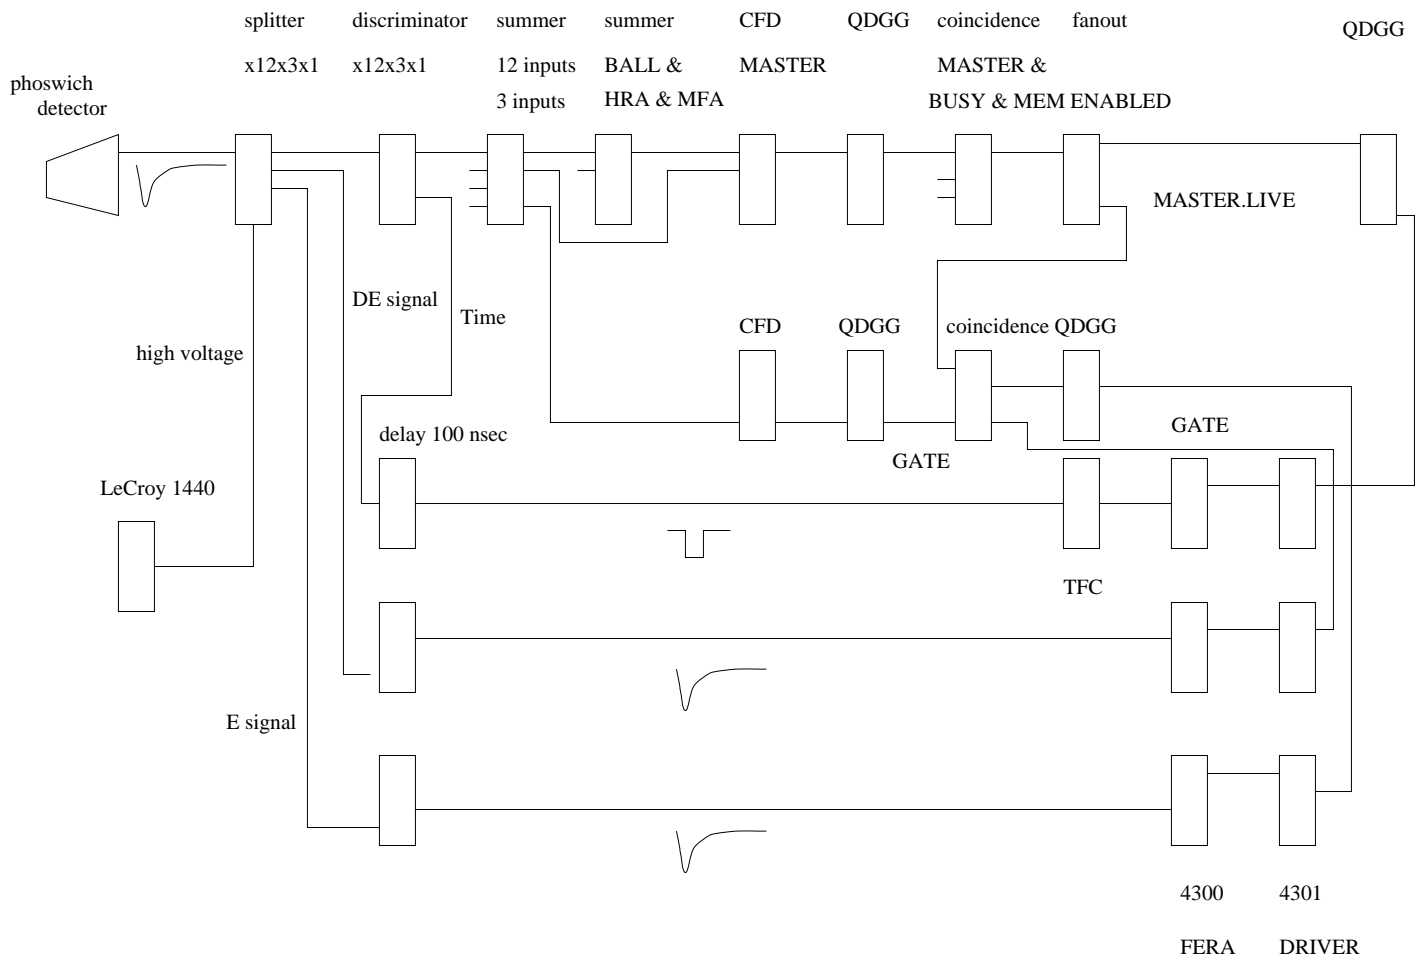 splitter discriminator summer summer CFD QDGG coincidence fanout QDGG
x12x3x1 x12x3x1 12 inputs BALL & MASTER MASTER &
phoswich
detector
3 inputs HRA & MFA BUSY & MEM ENABLED
MASTER.LIVE
DE signal
Time
CFD QDGG coincidence QDGG
high voltage
delay 100 nsec
GATE
GATE
LeCroy 1440
TFC
E signal
4300 4301
FERA DRIVER